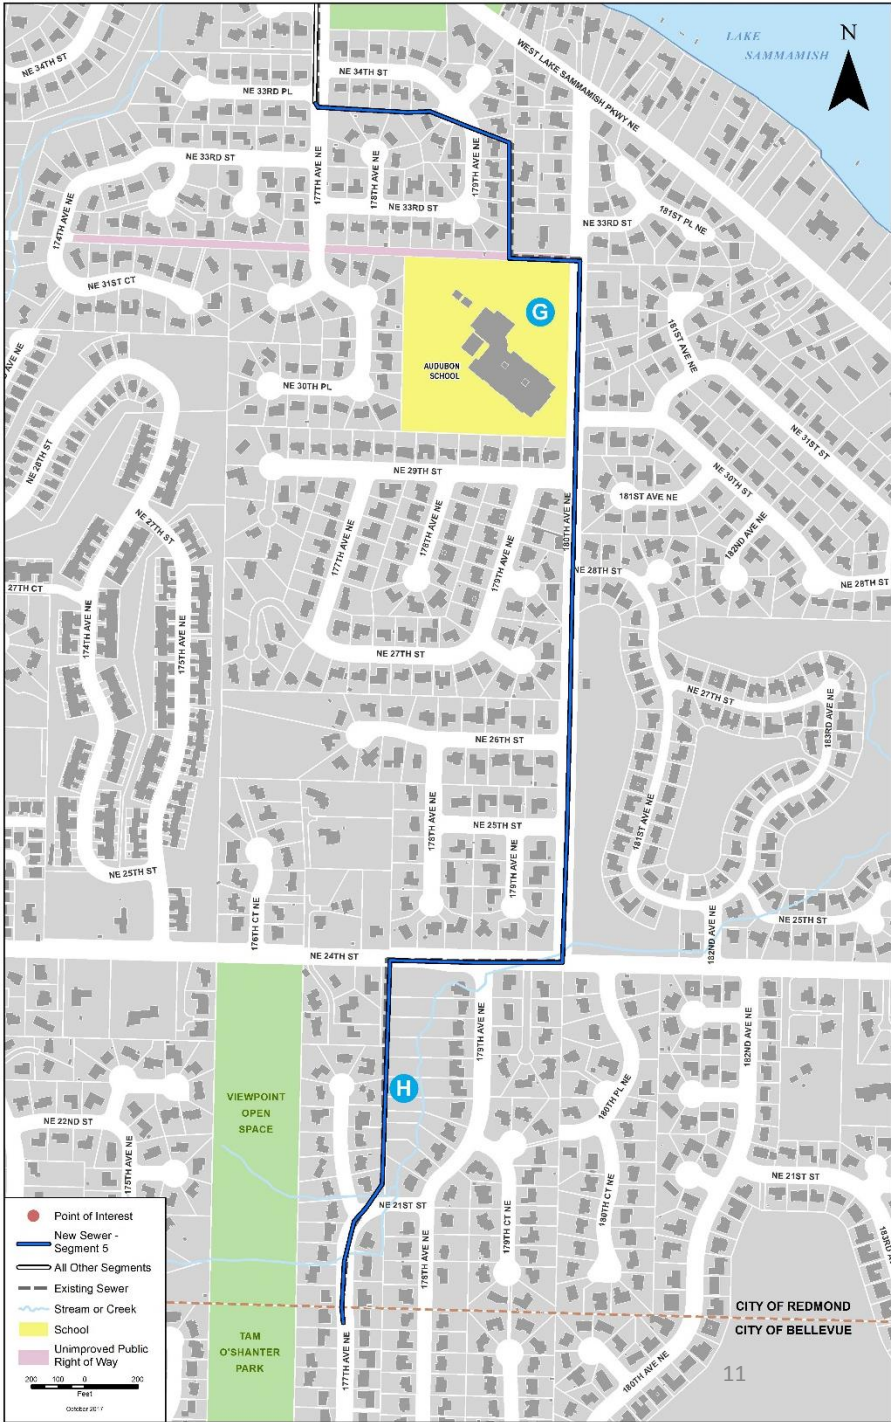 LAKE
SAMMAMISH
N
WEST LAKE SAMMAMISH PKWY NE
NE 34TH ST
NE 34TH ST
NE 33RD PL
NE 33RD ST
177TH AVE NE
178TH AVE NE
179TH AVE NE
NE 33RD ST
NE 33RD ST
181ST PL NE
174TH AVE NE
NE 31ST CT
G
AUDUBON
SCHOOL
181ST AVE NE
NE 30TH PL
AVE NE
NE 31ST ST
NE 28TH ST
NE 29TH ST
NE 30TH ST
181ST AVE NE
182ND AVE NE
180TH AVE NE
NE 27TH ST
177TH AVE NE
178TH AVE NE
179TH AVE NE
NE 28TH ST
NE 28TH ST
27TH CT
174TH AVE NE
175TH AVE NE
NE 27TH ST
NE 27TH ST
183RD AVE NE
NE 26TH ST
178TH AVE NE
NE 25TH ST
181ST AVE NE
179TH AVE NE
NE 25TH ST
176TH CT NE
182ND AVE NE
NE 25TH ST
NE 24TH ST
179TH AVE NE
182ND AVE NE
H
180TH PL NE
VIEWPOINT
OPEN
SPACE
NE 22ND ST
175TH AVE NE
NE 21ST ST
NE 21ST ST
179TH CT NE
180TH CT NE
178TH AVE NE
183RD AVE NE
Point of Interest
New Sewer -
Segment 5
All Other Segments
Existing Sewer
Stream or Creek
School
Unimproved Public
Right of Way
200 100 0 200
Feet
October 2017
TAM
O'SHANTER
PARK
177TH AVE NE
180TH AVE NE
CITY OF REDMOND
CITY OF BELLEVUE
11